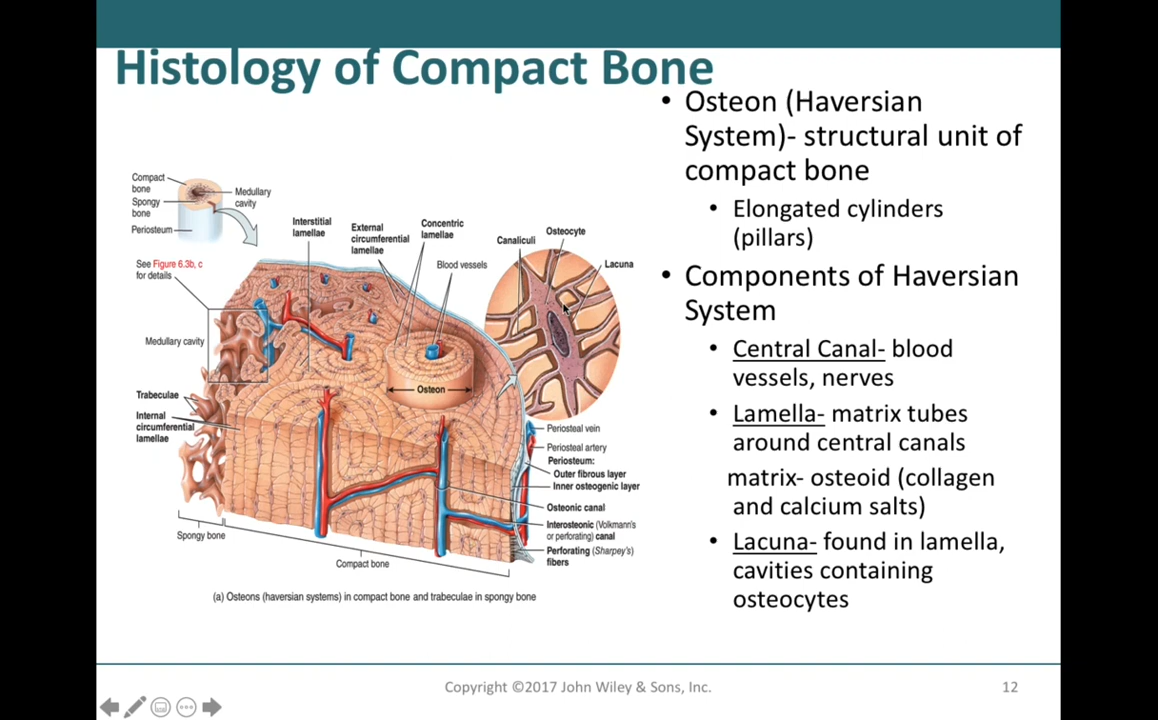 Histology of Compact Bone
• Osteon (Haversian
System)- structural unit of
compact bone
• Elongated cylinders
(pillars)
• Components of Haversian
System
• Central Canal- blood
vessels, nerves
• Lamella- matrix tubes
around central canals
matrix- osteoid (collagen
and calcium salts)
• Lacuna- found in lamella,
cavities containing
osteocytes
Compact
bone
Spongy
bone
Periosteum
Medullary
cavity
See Figure 6.3b, c
for details
Interstitial
lamellae
External
circumferential
lamellae
Concentric
lamellae
Blood vessels
Canaliculi
Osteocyte
Lacuna
Medullary cavity
Trabeculae
Internal
circumferential
lamellae
Osteon
Periosteal vein
Periosteal artery
Periosteum:
Outer fibrous layer
Inner osteogenic layer
Osteonic canal
Interosteonic (Volkmann's
or perforating) canal
Perforating (Sharpey's)
fibers
Spongy bone
Compact bone
(a) Osteons (haversian systems) in compact bone and trabeculae in spongy bone
Copyright ©2017 John Wiley & Sons, Inc.
12